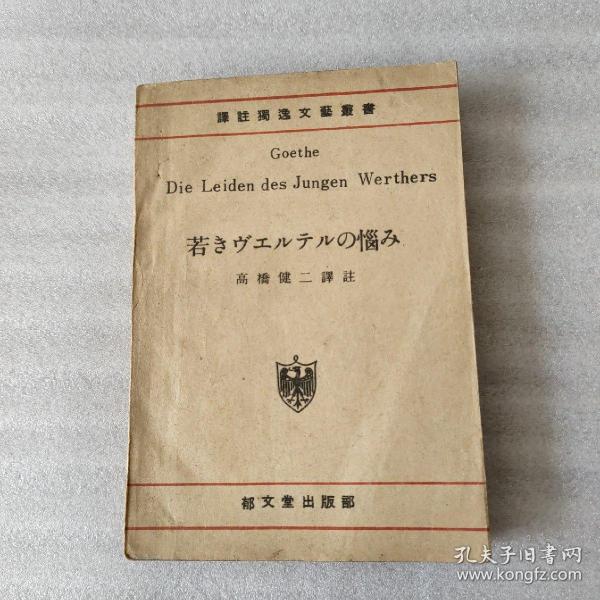 譯註獨逸文藝叢書
Goethe
Die Leiden des Jungen Werthers
若きヴエルテルの惱み
高橋健二譯註
郁文堂出版部
孔夫子旧书网
www.kongfz.com